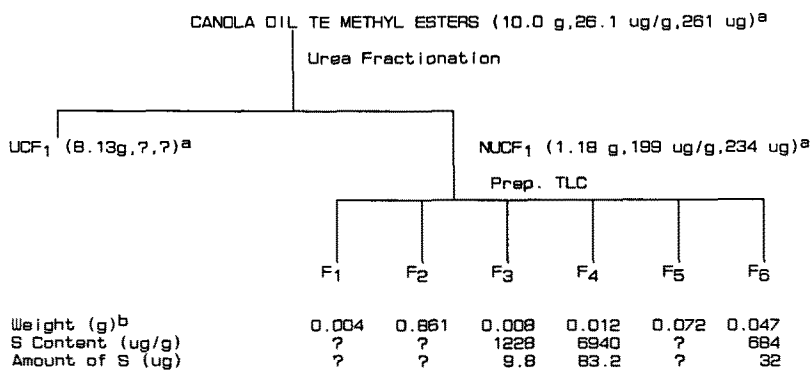 CANOLA OIL TE METHYL ESTERS (10.0 g,26.1 ug/g,261 ug)a
Urea Fractionation
UCF1 (8.13g,?,?)a
NUCF1 (1.18 g,199 ug/g,234 ug)a
Prep. TLC
F1 F2 F3 F4 F5 F6
Weight (g)b 0.004 0.861 0.008 0.012 0.072 0.047
S Content (ug/g) ? ? 1228 6940 ? 684
Amount of S (ug) ? ? 9.8 83.2 ? 32